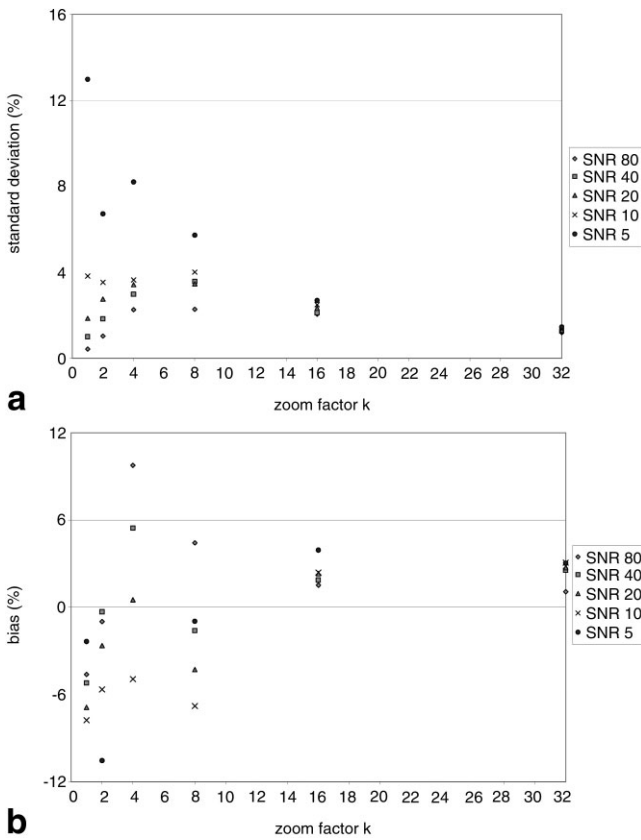 16
12
8
4
0
standard deviation (%)
0 2 4 6 8 10 12 14 16 18 20 22 24 26 28 30 32
zoom factor k
SNR 80
SNR 40
SNR 20
SNR 10
SNR 5
a
12
6
0
-6
-12
bias (%)
0 2 4 6 8 10 12 14 16 18 20 22 24 26 28 30 32
zoom factor k
SNR 80
SNR 40
SNR 20
SNR 10
SNR 5
b